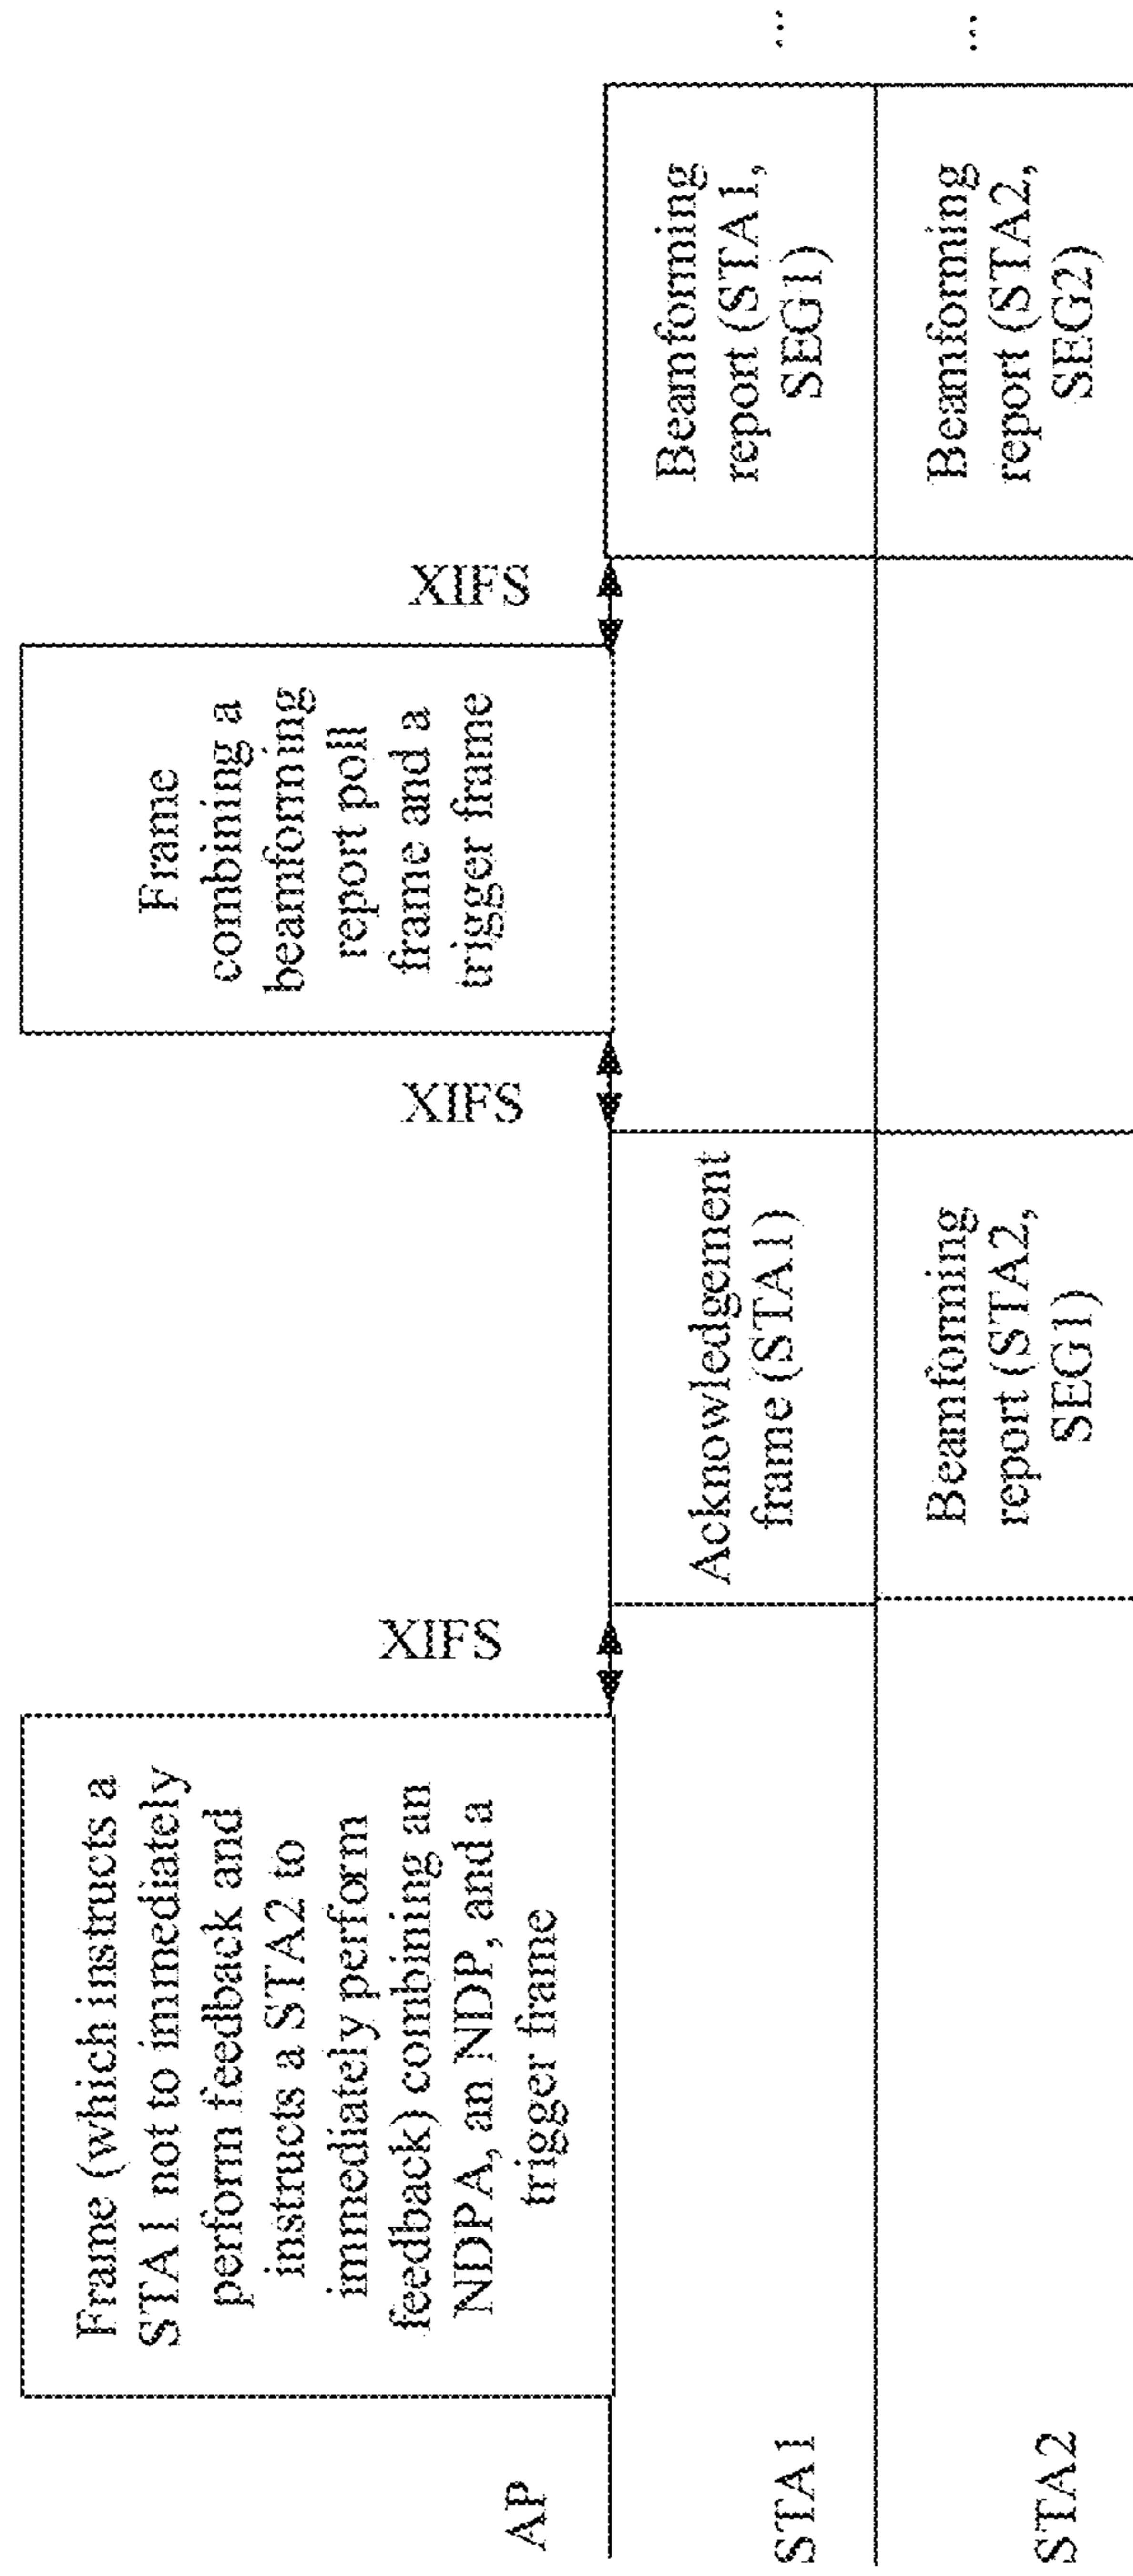 AP
Frame (which instructs a
STA1 not to immediately
perform feedback and
instructs a STA2 to
immediately perform
feedback) combining an
NDPA, an NDP, and a
trigger frame
XIFS
XIFS
Frame
combining a
beamforming
report poll
frame and a
trigger frame
XIFS
STA1
Acknowledgement
frame (STA1)
Beamforming
report (STA1,
SEG1)
...
STA2
Beamforming
report (STA2,
SEG1)
Beamforming
report (STA2,
SEG2)
...